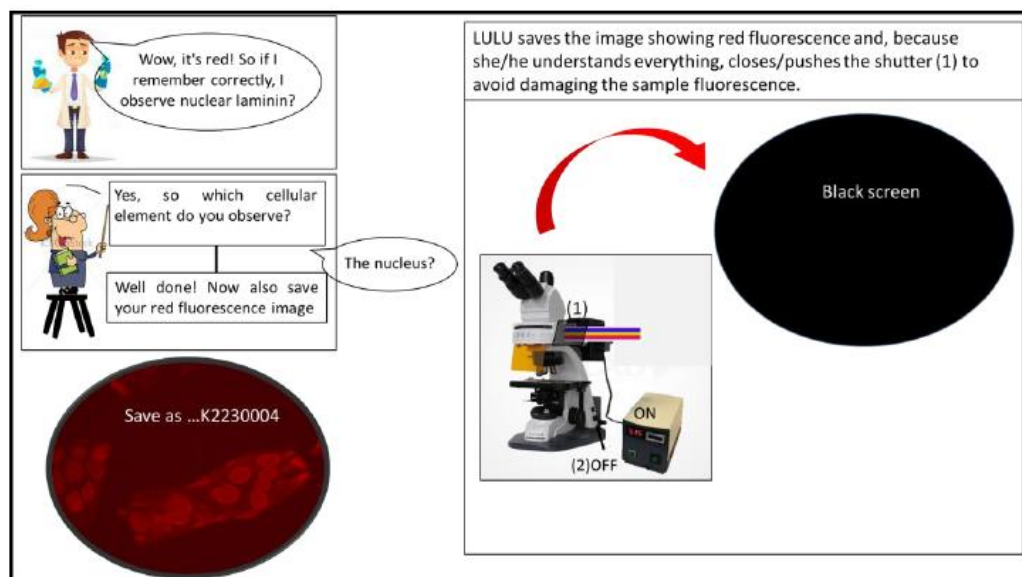 Wow, it's red! So if I
remember correctly, I
observe nuclear laminin?
Yes, so which cellular
element do you observe?
The nucleus?
Well done! Now also save
your red fluorescence image
Save as ...K2230004
LULU saves the image showing red fluorescence and, because
she/he understands everything, closes/pushes the shutter (1) to
avoid damaging the sample fluorescence.
Black screen
(1)
ON
(2)OFF